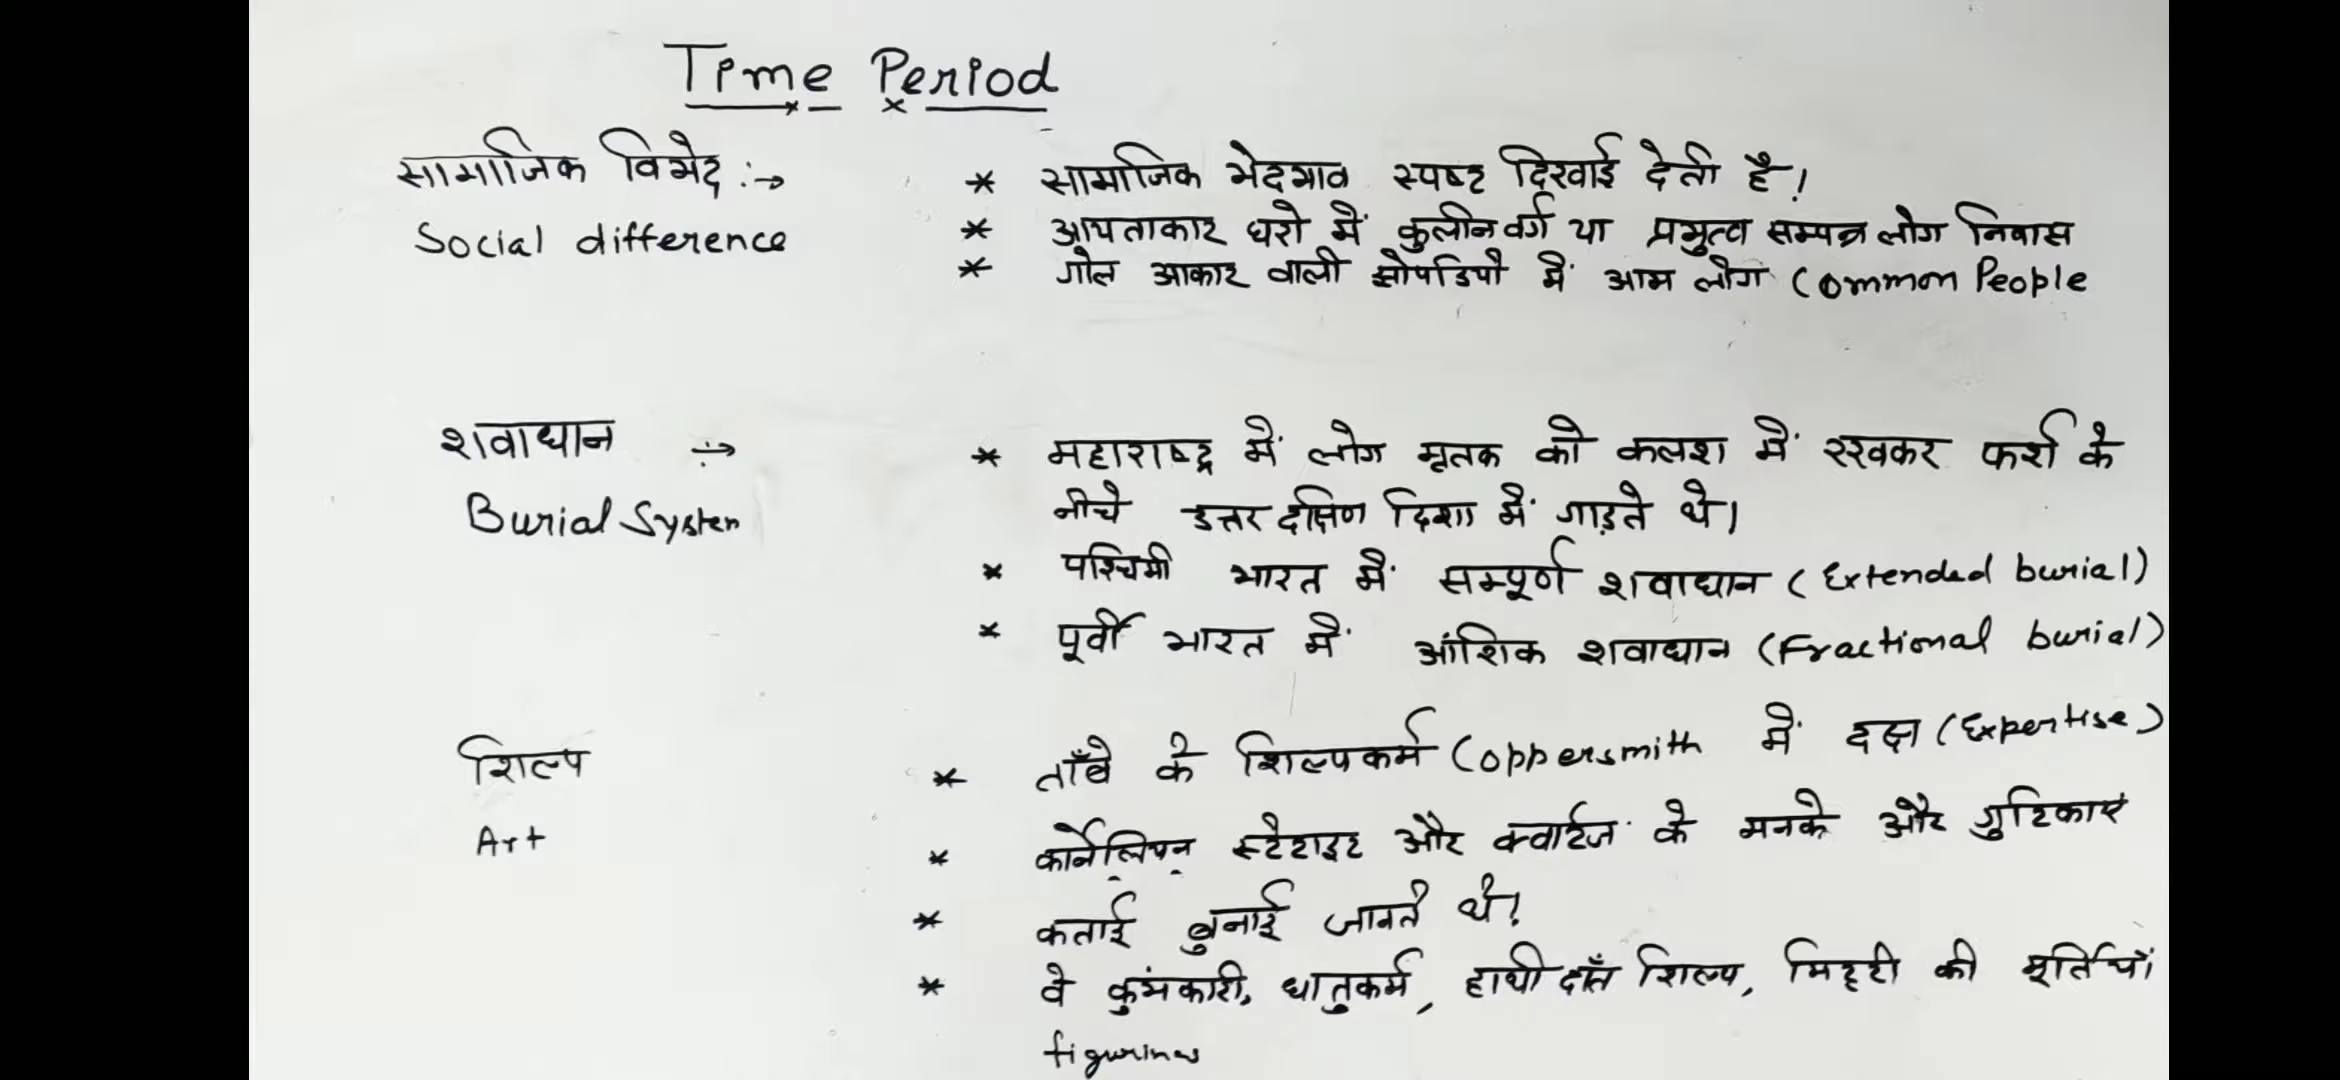 Time Period
सामाजिक विभेद :→ * सामाजिक भेदभाव स्पष्ट दिखाई देती है!
Social difference * आयताकार घरो में कुलीन वर्ग या प्रभुत्व सम्पन्न लोग निवास
* गोल आकार वाली झोपडियो में आम लोग Common People
शवाधान ÷→ * महाराष्ट्र में लोग मृतक को कलश में रखकर फर्श के
Burial System नीचे उत्तर दक्षिण दिशा में गाड़ते थे।
* पश्चिमी भारत में सम्पूर्ण शवाधान (Extended burial)
* पूर्वी भारत में आंशिक शवाधान (Fractional burial)
शिल्प * ताँबे के शिल्पकर्म Coppersmith में दक्ष (Expertise)
Art * कार्नेलियन स्टेटाइट और क्वार्टज के मनके और गुटिकाएं
* कताई बुनाई जानते थे!
* वे कुंभकारी, धातुकर्म, हाथी दाँत शिल्प, मिट्टी की मूर्तियाँ
figurines